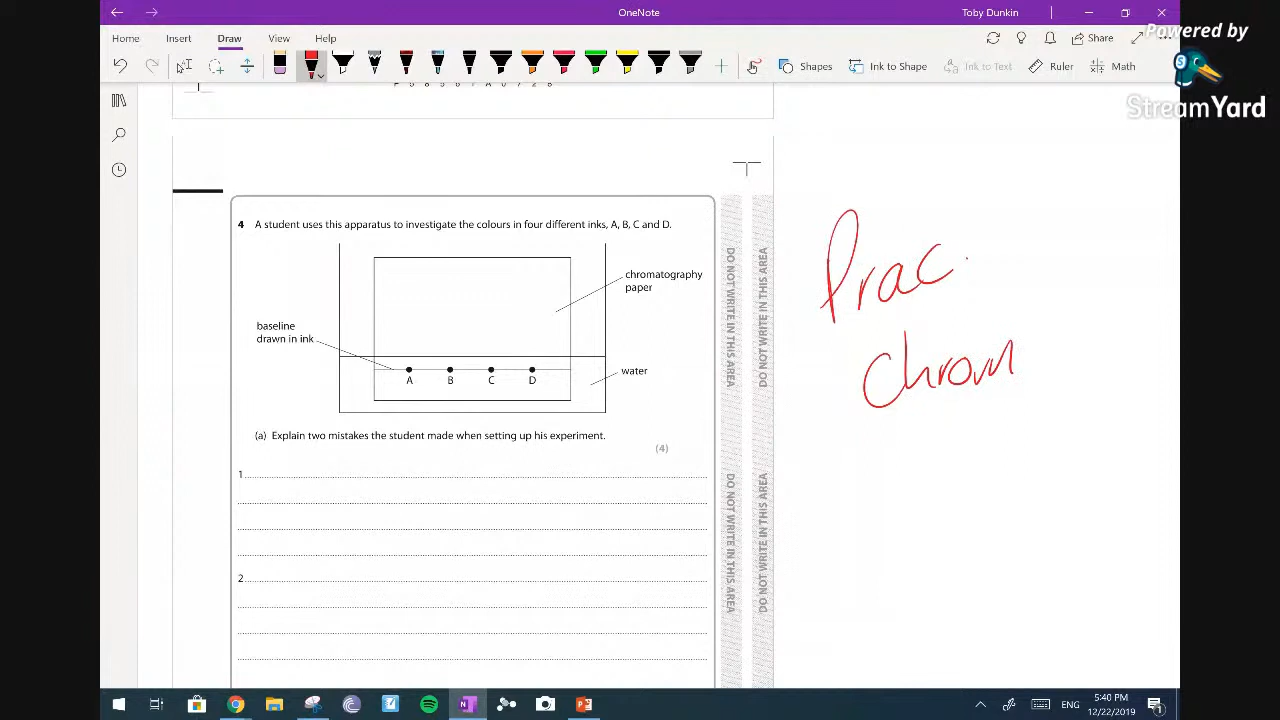 OneNote
Toby Dunkin
Powered by
StreamYard
Home Insert Draw View Help
Share
Shapes
Ink to Shape
Ink to Text
Ruler
Math
4 A student uses this apparatus to investigate the colours in four different inks, A, B, C and D.
chromatography
paper
baseline
drawn in ink
water
A B C D
(a) Explain two mistakes the student made when setting up his experiment.
(4)
1
2
DO NOT WRITE IN THIS AREA
DO NOT WRITE IN THIS AREA
DO NOT WRITE IN THIS AREA
DO NOT WRITE IN THIS AREA
Prac.
Chrom
ENG
5:40 PM
12/22/2019
1